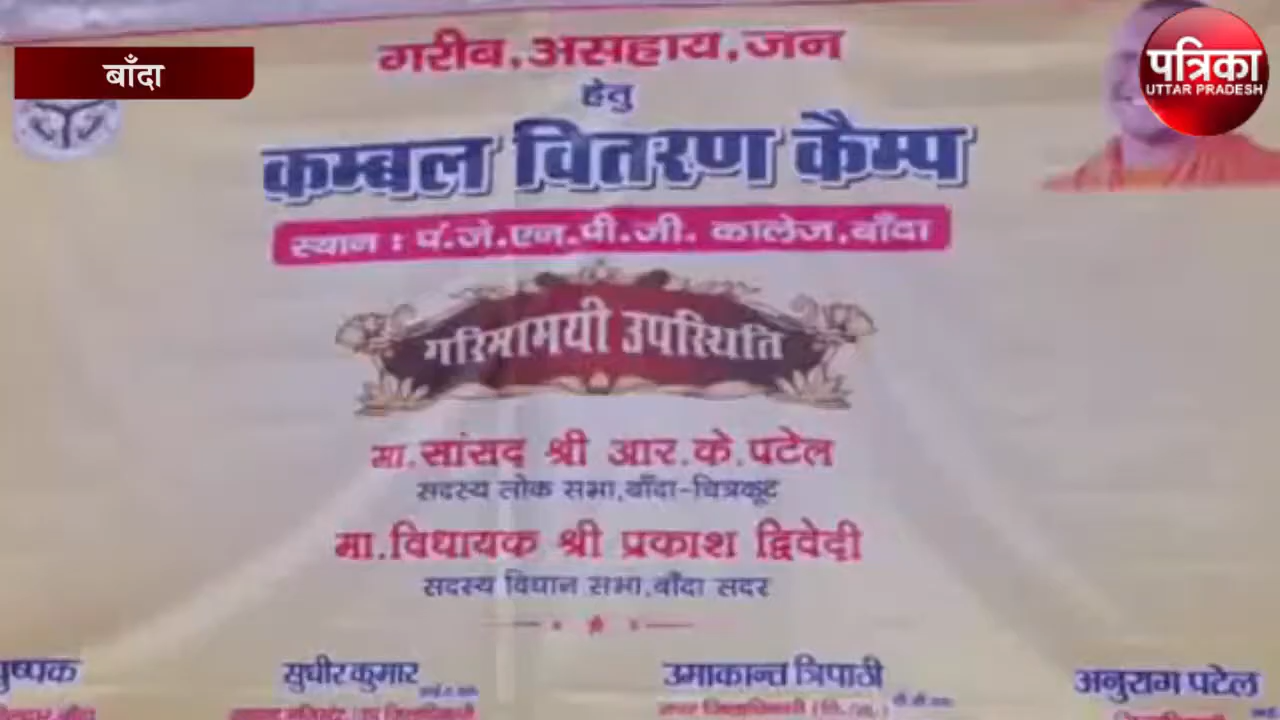 बाँदा
पत्रिका
UTTAR PRADESH
गरीब,असहाय,जन
हेतु
कम्बल वितरण कैम्प
स्थान : पं.जे.एन.पी.जी. कालेज,बाँदा
गरिमामयी उपस्थिति
मा.सांसद श्री आर.के.पटेल
सदस्य लोक सभा,बाँदा-चित्रकूट
मा.विधायक श्री प्रकाश द्विवेदी
सदस्य विधान सभा,बाँदा सदर
सुधीर कुमार उमाकान्त त्रिपाठी अनुराग पटेल